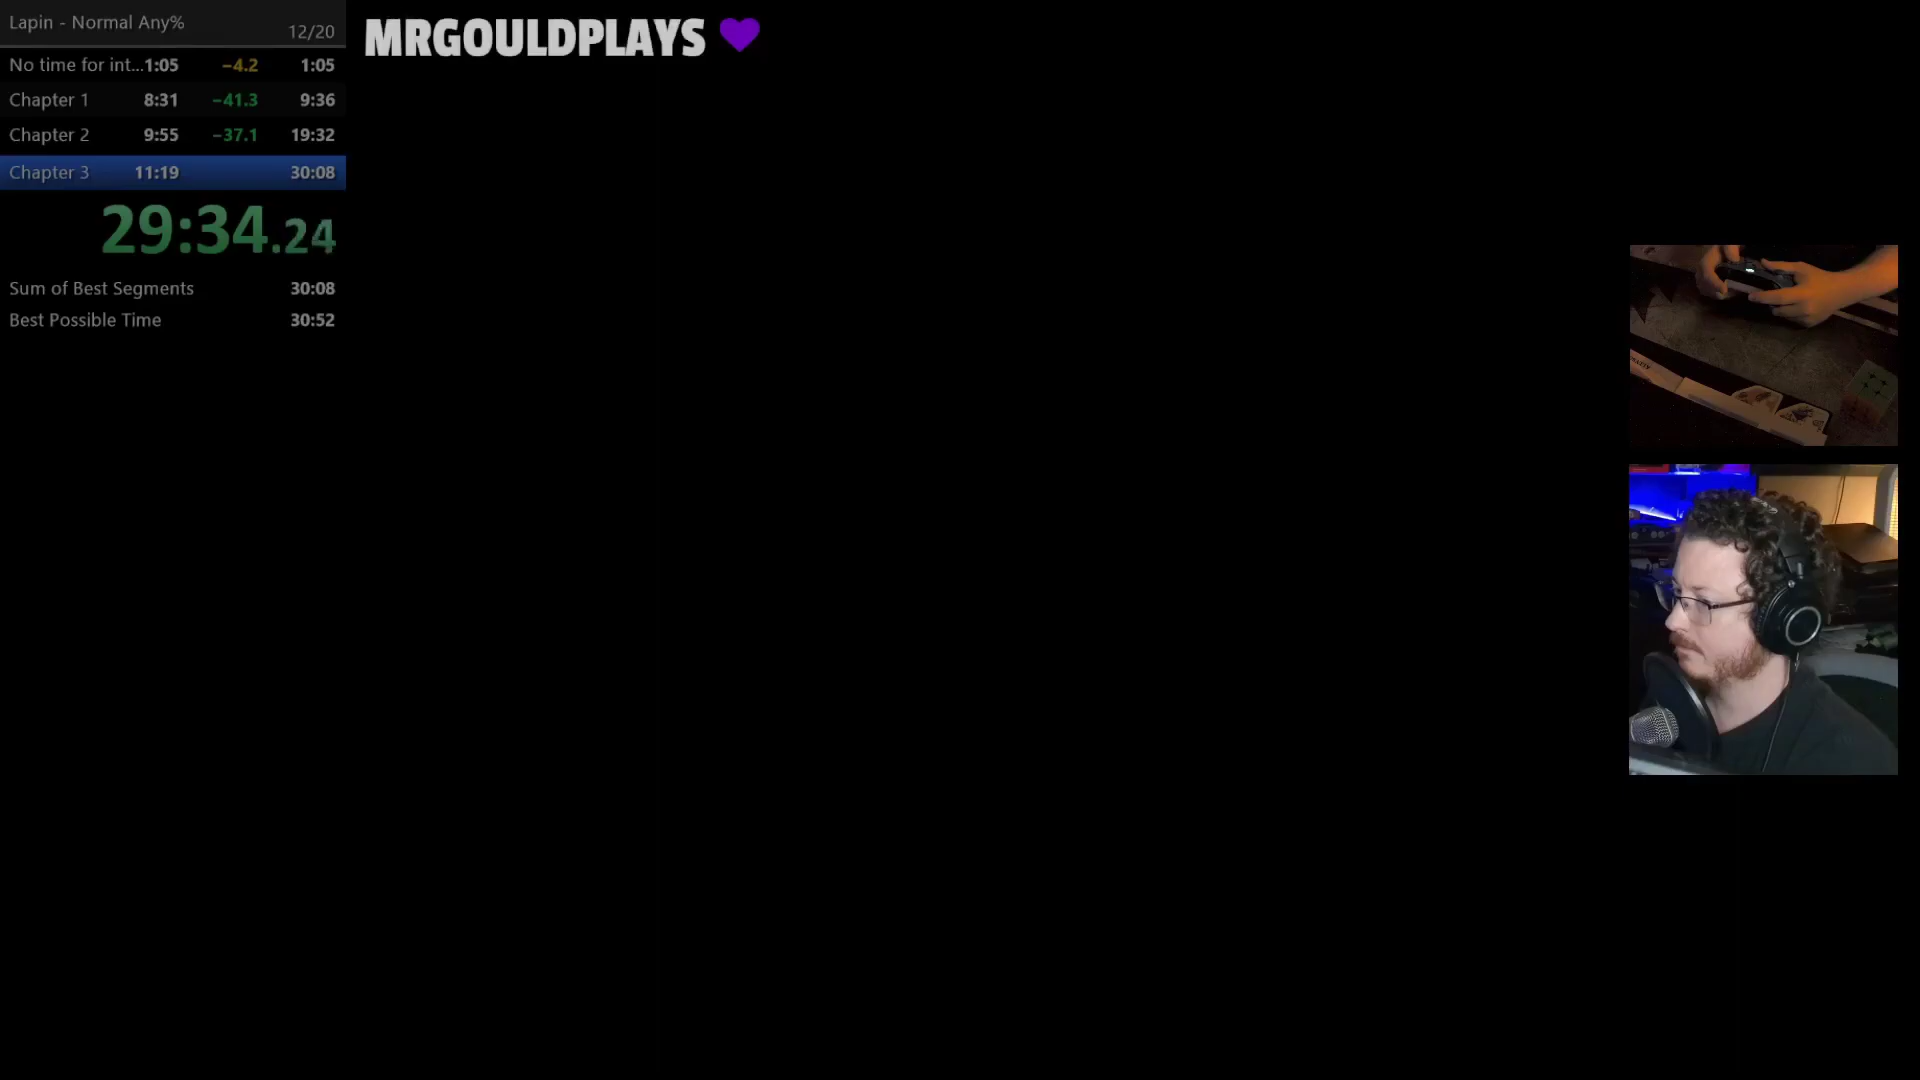 Lapin - Normal Any%
12/20
MRGOULDPLAYS 💜
No time for int... 1:05 −4.2 1:05
Chapter 1 8:31 −41.3 9:36
Chapter 2 9:55 −37.1 19:32
Chapter 3 11:19 30:08
29:34.24
Sum of Best Segments 30:08
Best Possible Time 30:52